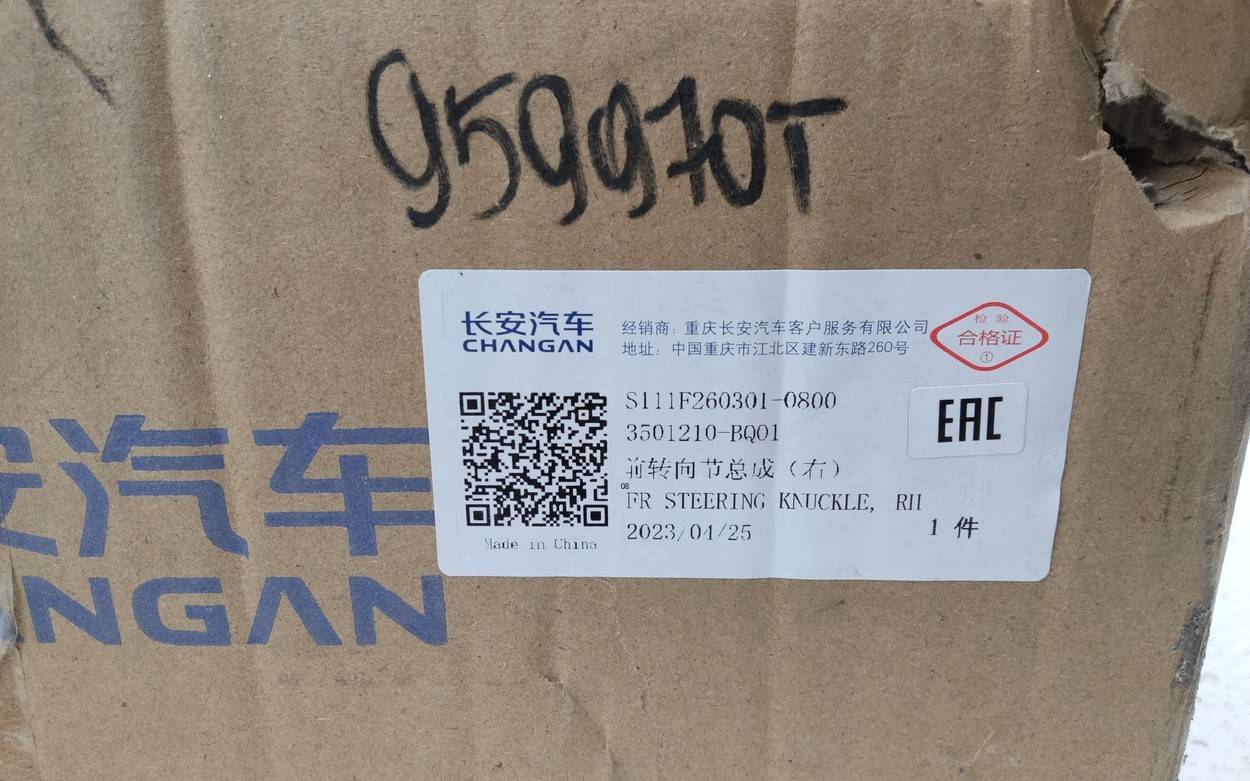 959970T
长安汽车
CHANGAN
经销商: 重庆长安汽车客户服务有限公司
地址: 中国重庆市江北区建新东路260号
检 验
合格证
①
S111F260301-0800
3501210-BQ01
EAC
前转向节总成（右）
08
FR STEERING KNUCKLE, RH
2023/04/25
1 件
Made in China
安汽车
NGAN